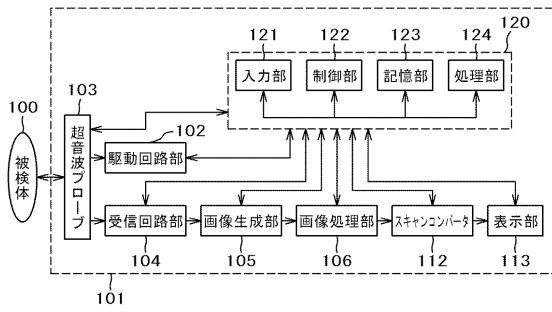 120
121
122
123
124
入力部
制御部
記憶部
処理部
100
103
被検体
超音波プローブ
102
駆動回路部
受信回路部
画像生成部
画像処理部
スキャンコンバータ
表示部
104
105
106
112
113
101